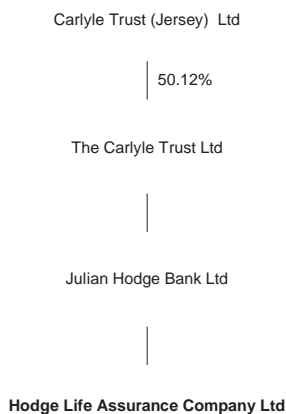 Carlyle Trust (Jersey) Ltd
50.12%
The Carlyle Trust Ltd
Julian Hodge Bank Ltd
Hodge Life Assurance Company Ltd